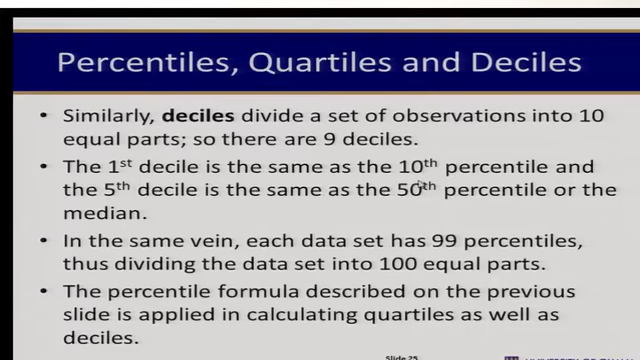 Percentiles, Quartiles and Deciles
• Similarly, deciles divide a set of observations into 10
equal parts; so there are 9 deciles.
• The 1st decile is the same as the 10th percentile and
the 5th decile is the same as the 50th percentile or the
median.
• In the same vein, each data set has 99 percentiles,
thus dividing the data set into 100 equal parts.
• The percentile formula described on the previous
slide is applied in calculating quartiles as well as
deciles.
Slide 25
UNIVERSITY OF